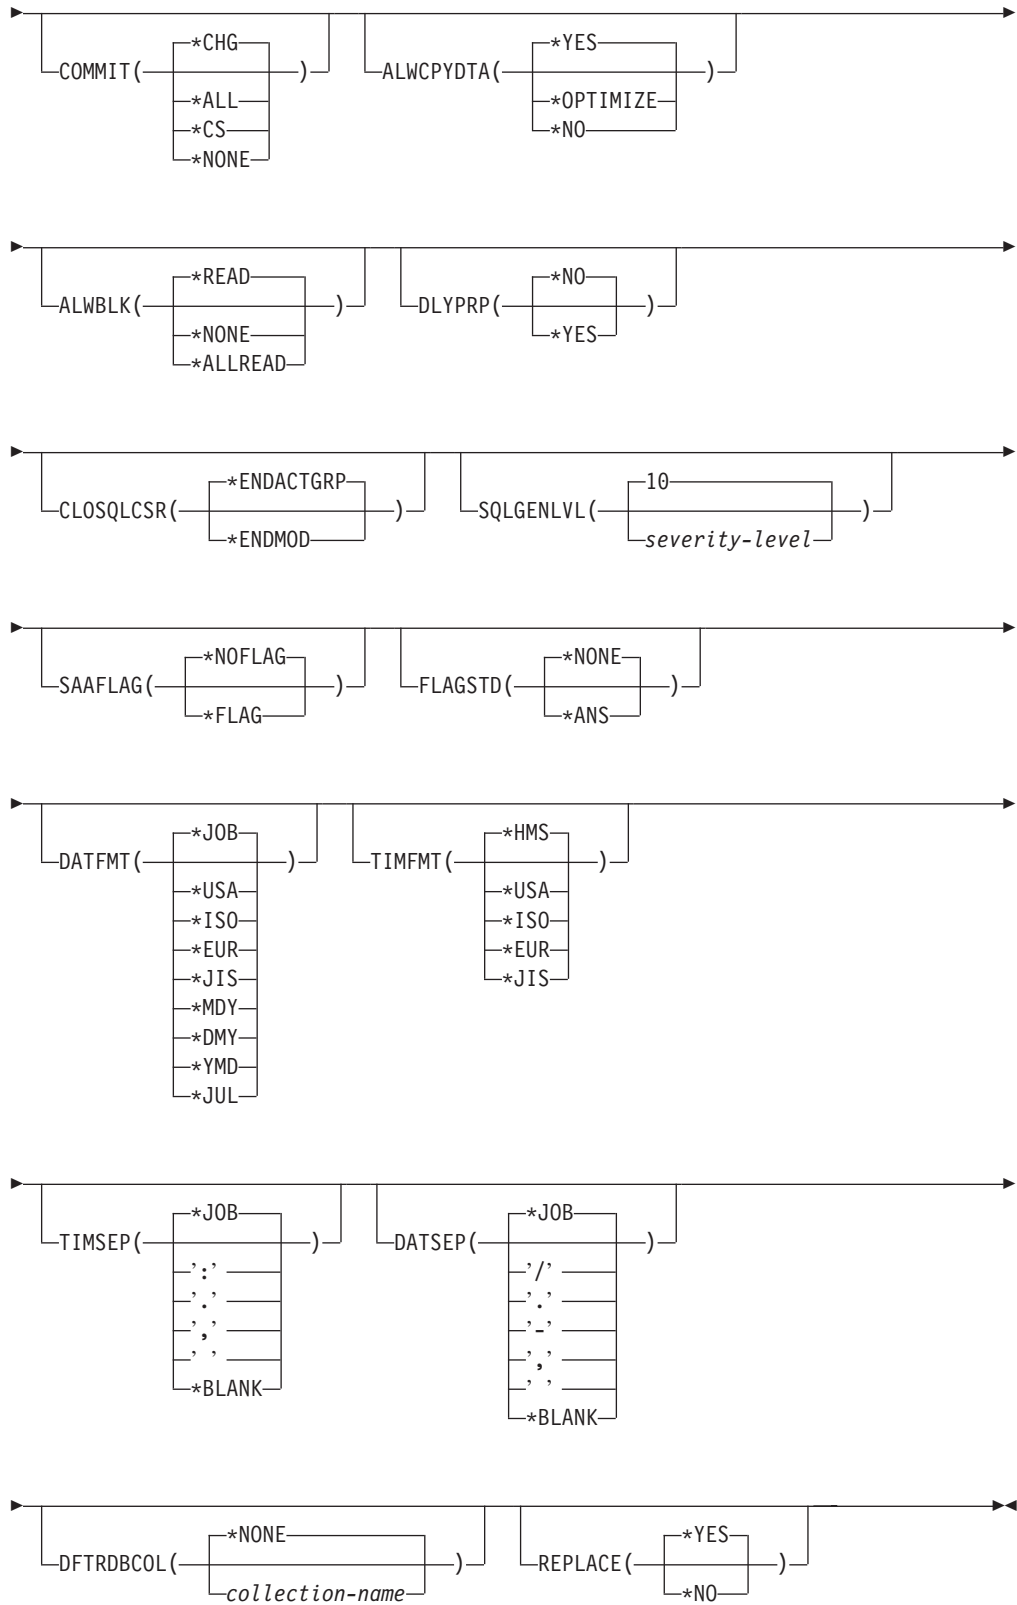 *CHG *YES
COMMIT( ) ALWCPYDTA( )
*ALL *OPTIMIZE
*CS *NO
*NONE
*READ *NO
ALWBLK( ) DLYPRP( )
*NONE *YES
*ALLREAD
*ENDACTGRP 10
CLOSQLCSR( ) SQLGENLVL( )
*ENDMOD severity-level
*NOFLAG *NONE
SAAFLAG( ) FLAGSTD( )
*FLAG *ANS
*JOB *HMS
DATFMT( ) TIMFMT( )
*USA *USA
*ISO *ISO
*EUR *EUR
*JIS *JIS
*MDY
*DMY
*YMD
*JUL
*JOB *JOB
TIMSEP( ) DATSEP( )
':' '/'
'.' '.'
',' '-'
' ' ','
*BLANK ' '
*BLANK
*NONE *YES
DFTRDBCOL( ) REPLACE( )
collection-name *NO